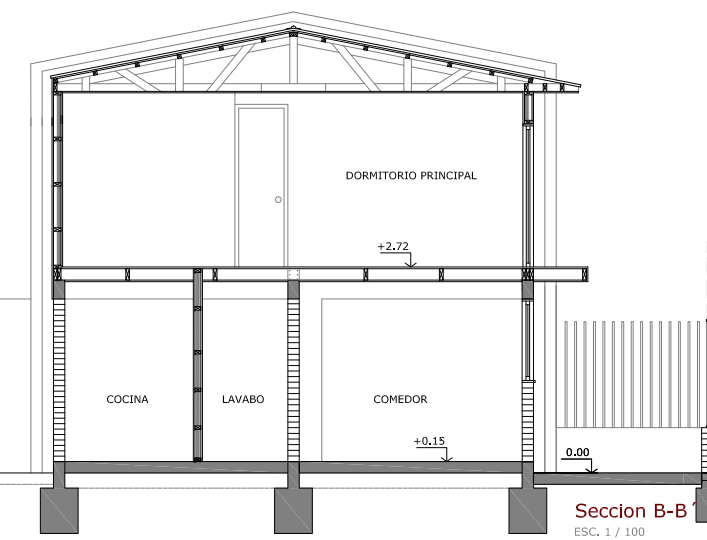 DORMITORIO PRINCIPAL
+2.72
COCINA
LAVABO
COMEDOR
+0.15
0.00
Seccion B-B´
ESC. 1 / 100